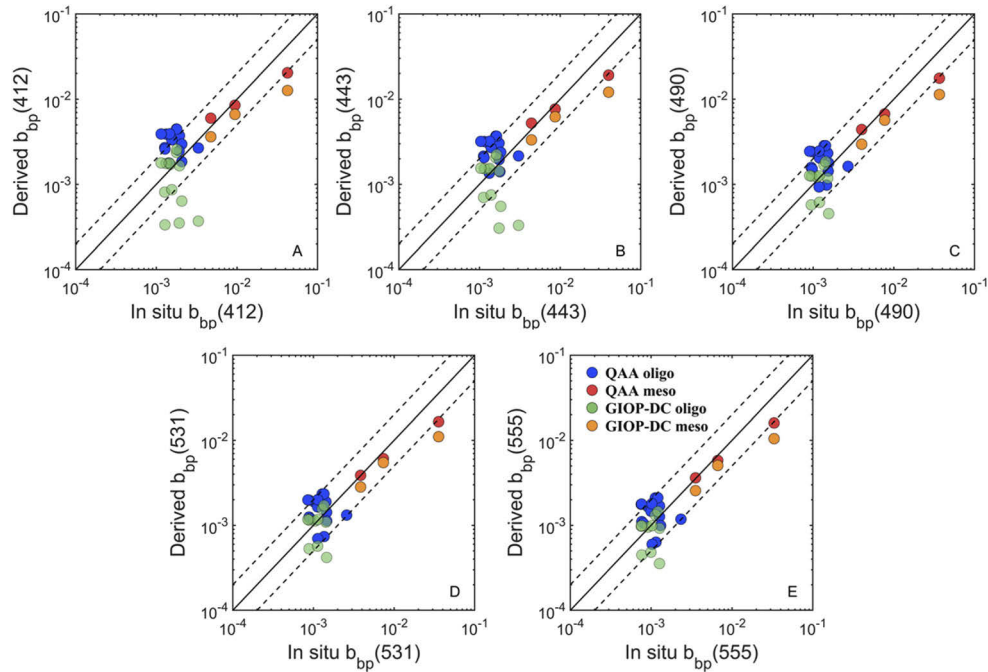 10^-1
10^-2
10^-3
10^-4
Derived b_bp(412)
A
10^-4 10^-3 10^-2 10^-1
In situ b_bp(412)
10^-1
10^-2
10^-3
10^-4
Derived b_bp(443)
B
10^-4 10^-3 10^-2 10^-1
In situ b_bp(443)
10^-1
10^-2
10^-3
10^-4
Derived b_bp(490)
C
10^-4 10^-3 10^-2 10^-1
In situ b_bp(490)
10^-1
10^-2
10^-3
10^-4
Derived b_bp(531)
D
10^-4 10^-3 10^-2 10^-1
In situ b_bp(531)
10^-1
10^-2
10^-3
10^-4
Derived b_bp(555)
QAA oligo
QAA meso
GIOP-DC oligo
GIOP-DC meso
E
10^-4 10^-3 10^-2 10^-1
In situ b_bp(555)